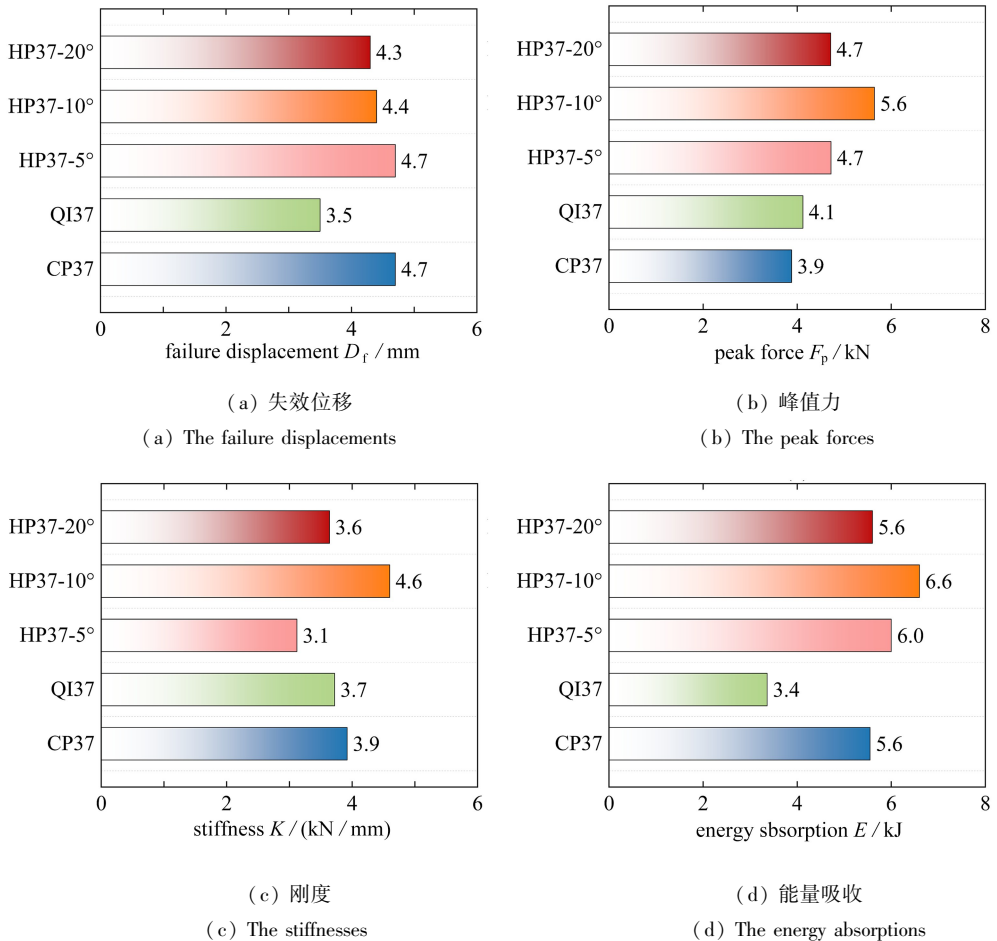 HP37-20° 4.3
HP37-10° 4.4
HP37-5° 4.7
QI37 3.5
CP37 4.7
0 2 4 6
failure displacement D_f / mm
(a) 失效位移
(a) The failure displacements
HP37-20° 4.7
HP37-10° 5.6
HP37-5° 4.7
QI37 4.1
CP37 3.9
0 2 4 6 8
peak force F_p / kN
(b) 峰值力
(b) The peak forces
HP37-20° 3.6
HP37-10° 4.6
HP37-5° 3.1
QI37 3.7
CP37 3.9
0 2 4 6
stiffness K / (kN / mm)
(c) 刚度
(c) The stiffnesses
HP37-20° 5.6
HP37-10° 6.6
HP37-5° 6.0
QI37 3.4
CP37 5.6
0 2 4 6 8
energy sbsorption E / kJ
(d) 能量吸收
(d) The energy absorptions